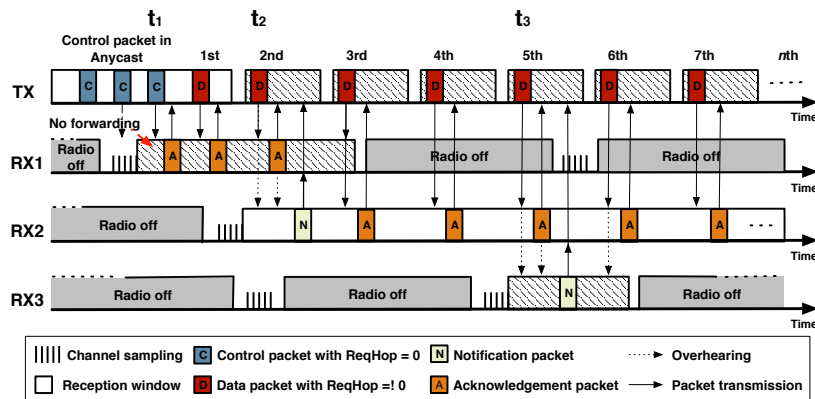 t1 t2 t3
Control packet in
Anycast
1st 2nd 3rd 4th 5th 6th 7th nth
C C C D D D D D D D
TX
Time
No forwarding
Radio
off
A A A
Radio off
Radio off
RX1
Time
Radio off
N A A A A A
RX2
Time
Radio off
Radio off
N
Radio off
RX3
Time
Channel sampling
C Control packet with ReqHop = 0
N Notification packet
Overhearing
Reception window
D Data packet with ReqHop =! 0
A Acknowledgement packet
Packet transmission